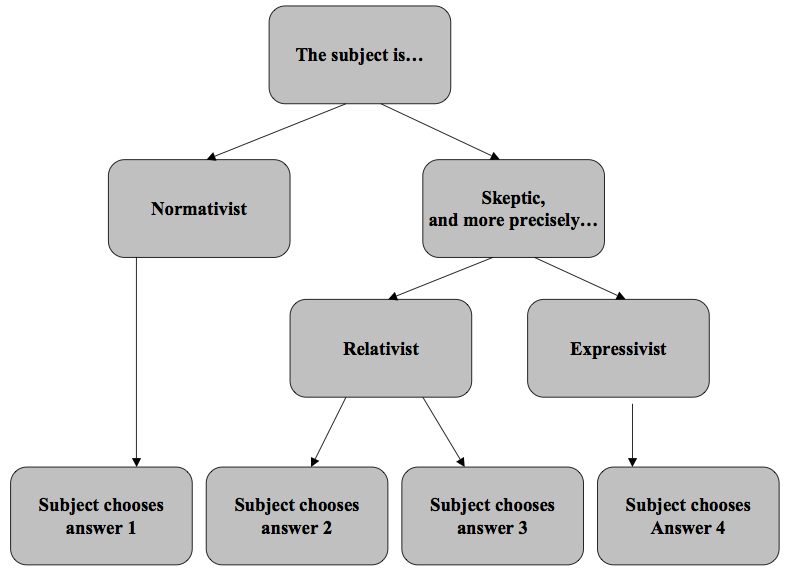 The subject is…
Normativist
Skeptic,
and more precisely…
Relativist
Expressivist
Subject chooses
answer 1
Subject chooses
answer 2
Subject chooses
answer 3
Subject chooses
Answer 4